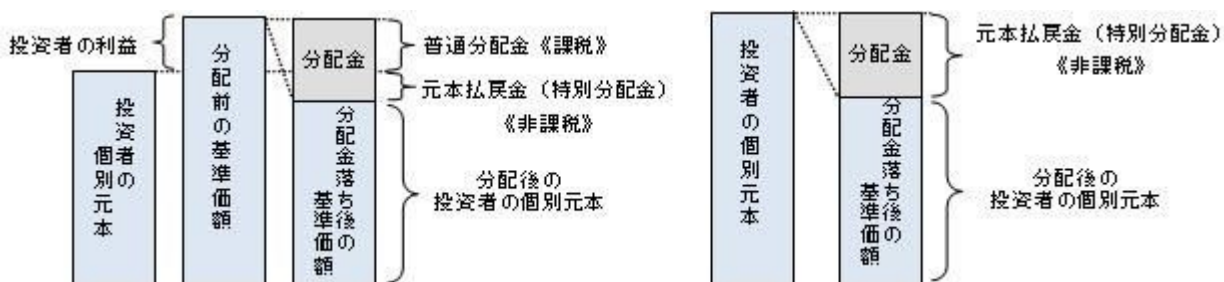 投資者の利益
投資者の
個別元本
分配前の基準価額
分配金
分配金落ち後の
基準価額
普通分配金《課税》
元本払戻金（特別分配金）
《非課税》
分配後の
投資者の個別元本
投資者の個別元本
分配金
分配金落ち後の
基準価額
元本払戻金（特別分配金）
《非課税》
分配後の
投資者の個別元本